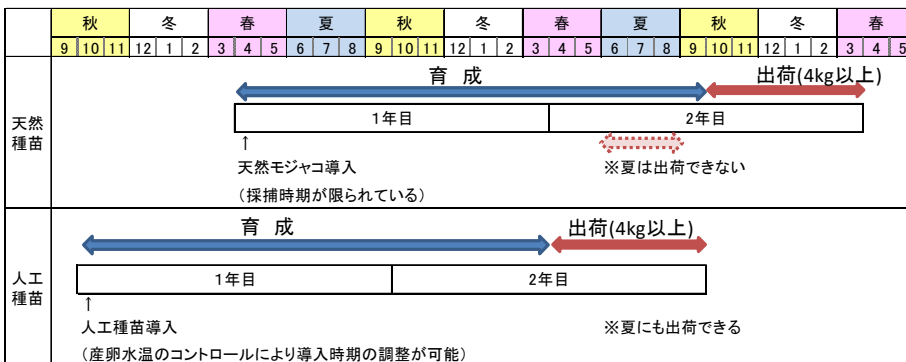 秋 冬 春 夏 秋 冬 春 夏 秋 冬 春
9 10 11 12 1 2 3 4 5 6 7 8 9 10 11 12 1 2 3 4 5 6 7 8 9 10 11 12 1 2 3 4 5
天然種苗
育 成
出荷(4kg以上)
1年目
2年目
↑
天然モジャコ導入
※夏は出荷できない
(採捕時期が限られている)
人工種苗
育 成
出荷(4kg以上)
1年目
2年目
↑
人工種苗導入
※夏にも出荷できる
(産卵水温のコントロールにより導入時期の調整が可能)